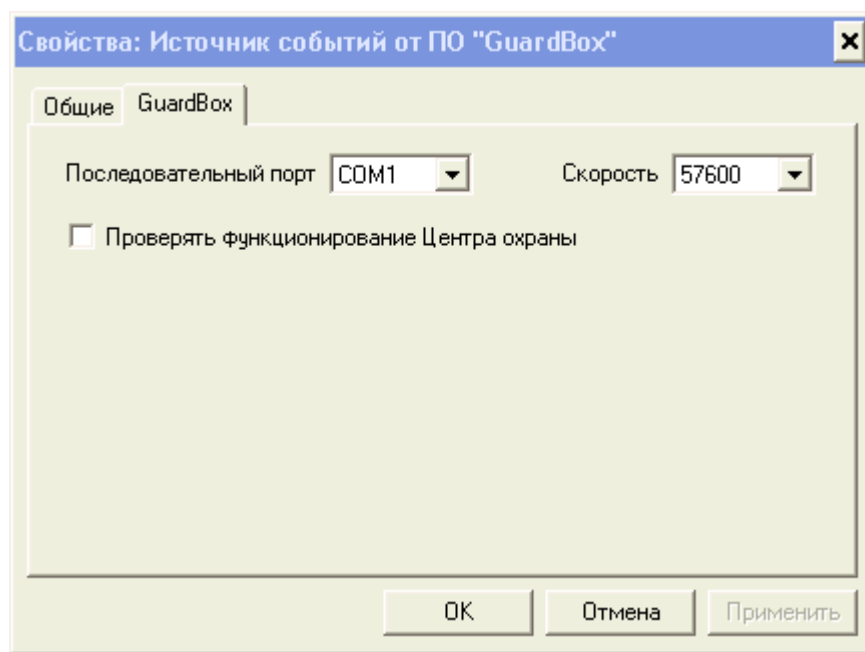 Свойства: Источник событий от ПО "GuardBox"
Общие GuardBox
Последовательный порт COM1 Скорость 57600
Проверять функционирование Центра охраны
OK Отмена Применить